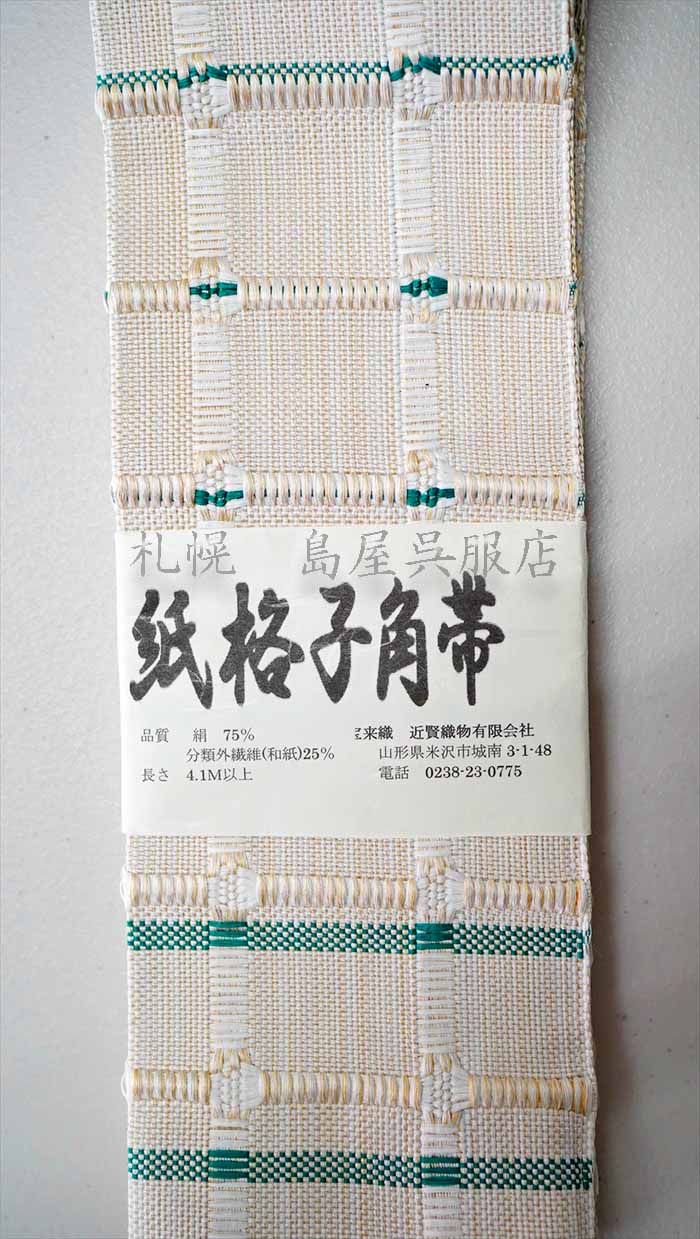 札幌 島屋呉服店
紙格子角帯
品質 絹 75%
分類外繊維(和紙)25%
長さ 4.1M以上
来織 近賢織物有限会社
山形県米沢市城南 3-1-48
電話 0238-23-0775